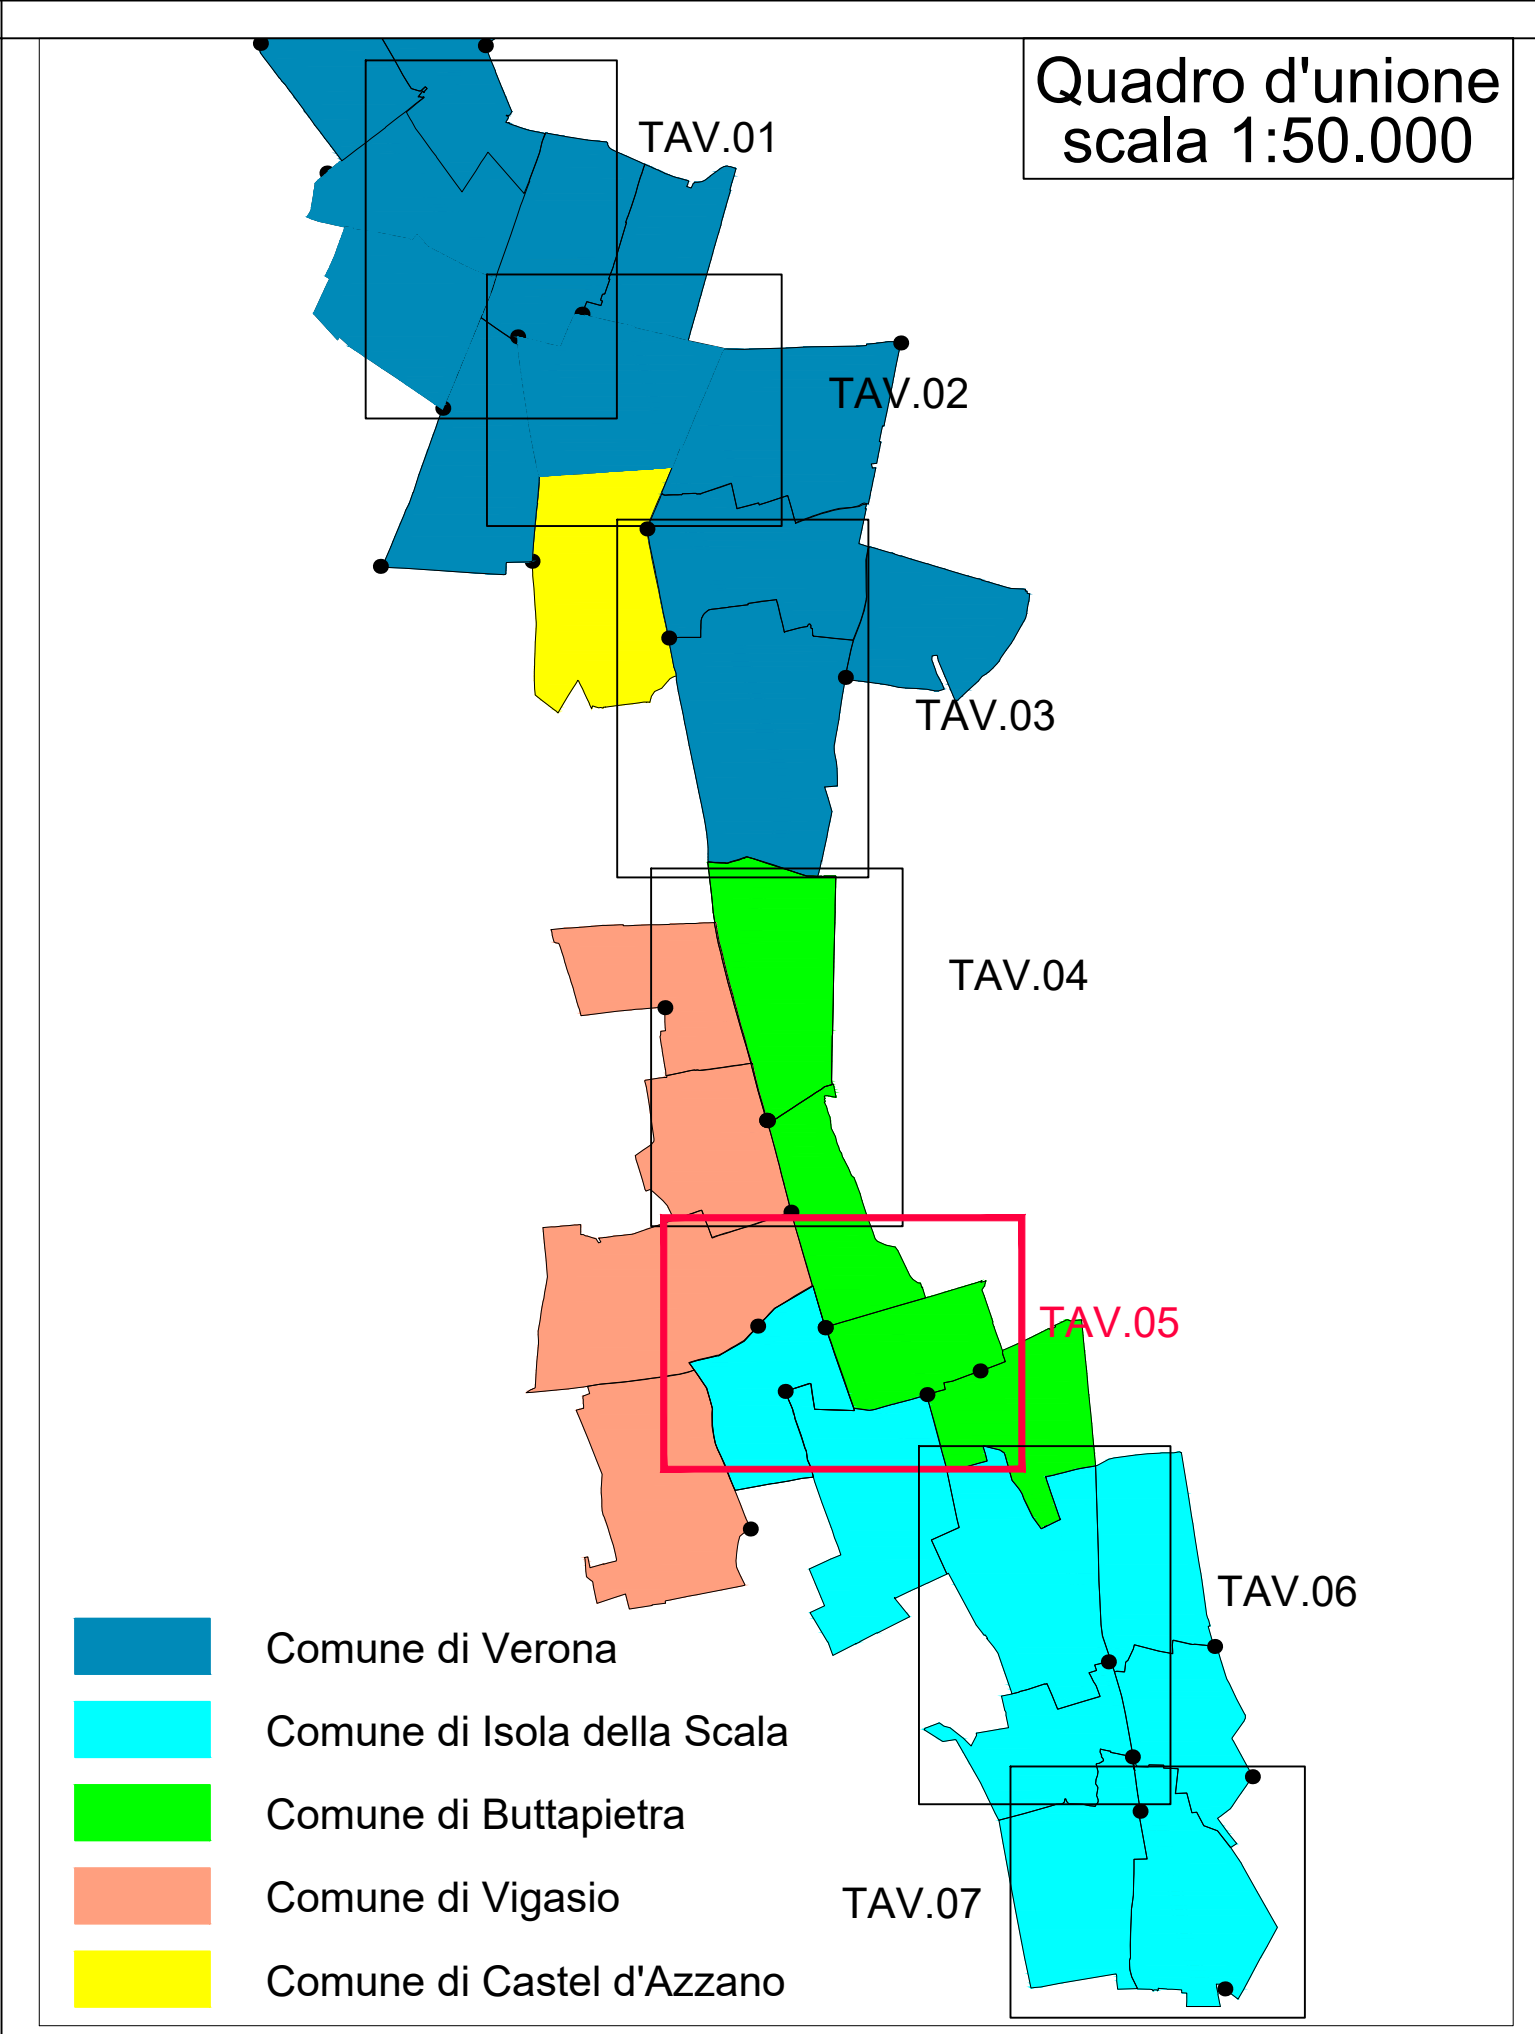 Quadro d'unione
scala 1:50.000
TAV.01
TAV.02
TAV.03
TAV.04
TAV.05
TAV.06
TAV.07
Comune di Verona
Comune di Isola della Scala
Comune di Buttapietra
Comune di Vigasio
Comune di Castel d'Azzano